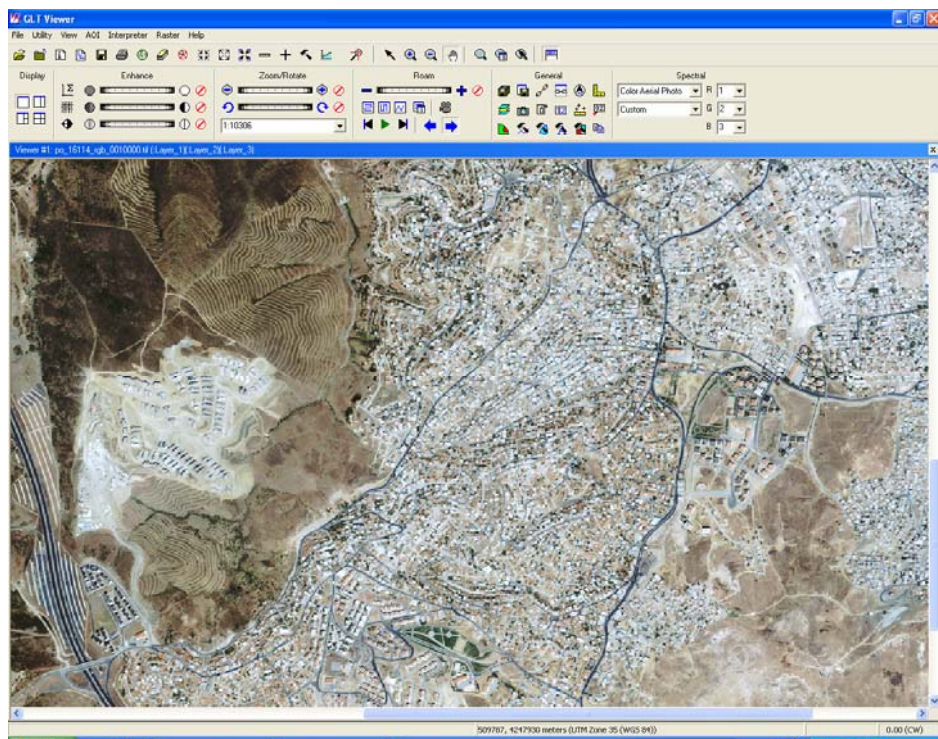 GLT Viewer
File Utility View AOI Interpreter Raster Help
Display Enhance Zoom/Rotate Roam General Spectral
Color Aerial Photo R 1
Custom G 2
1:10306 B 3
Viewer #1: po_16114_rgb_0010000.tif (:Layer_1)(:Layer_2)(:Layer_3)
509787, 4247930 meters (UTM Zone 35 (WGS 84)) 0.00 (CW)